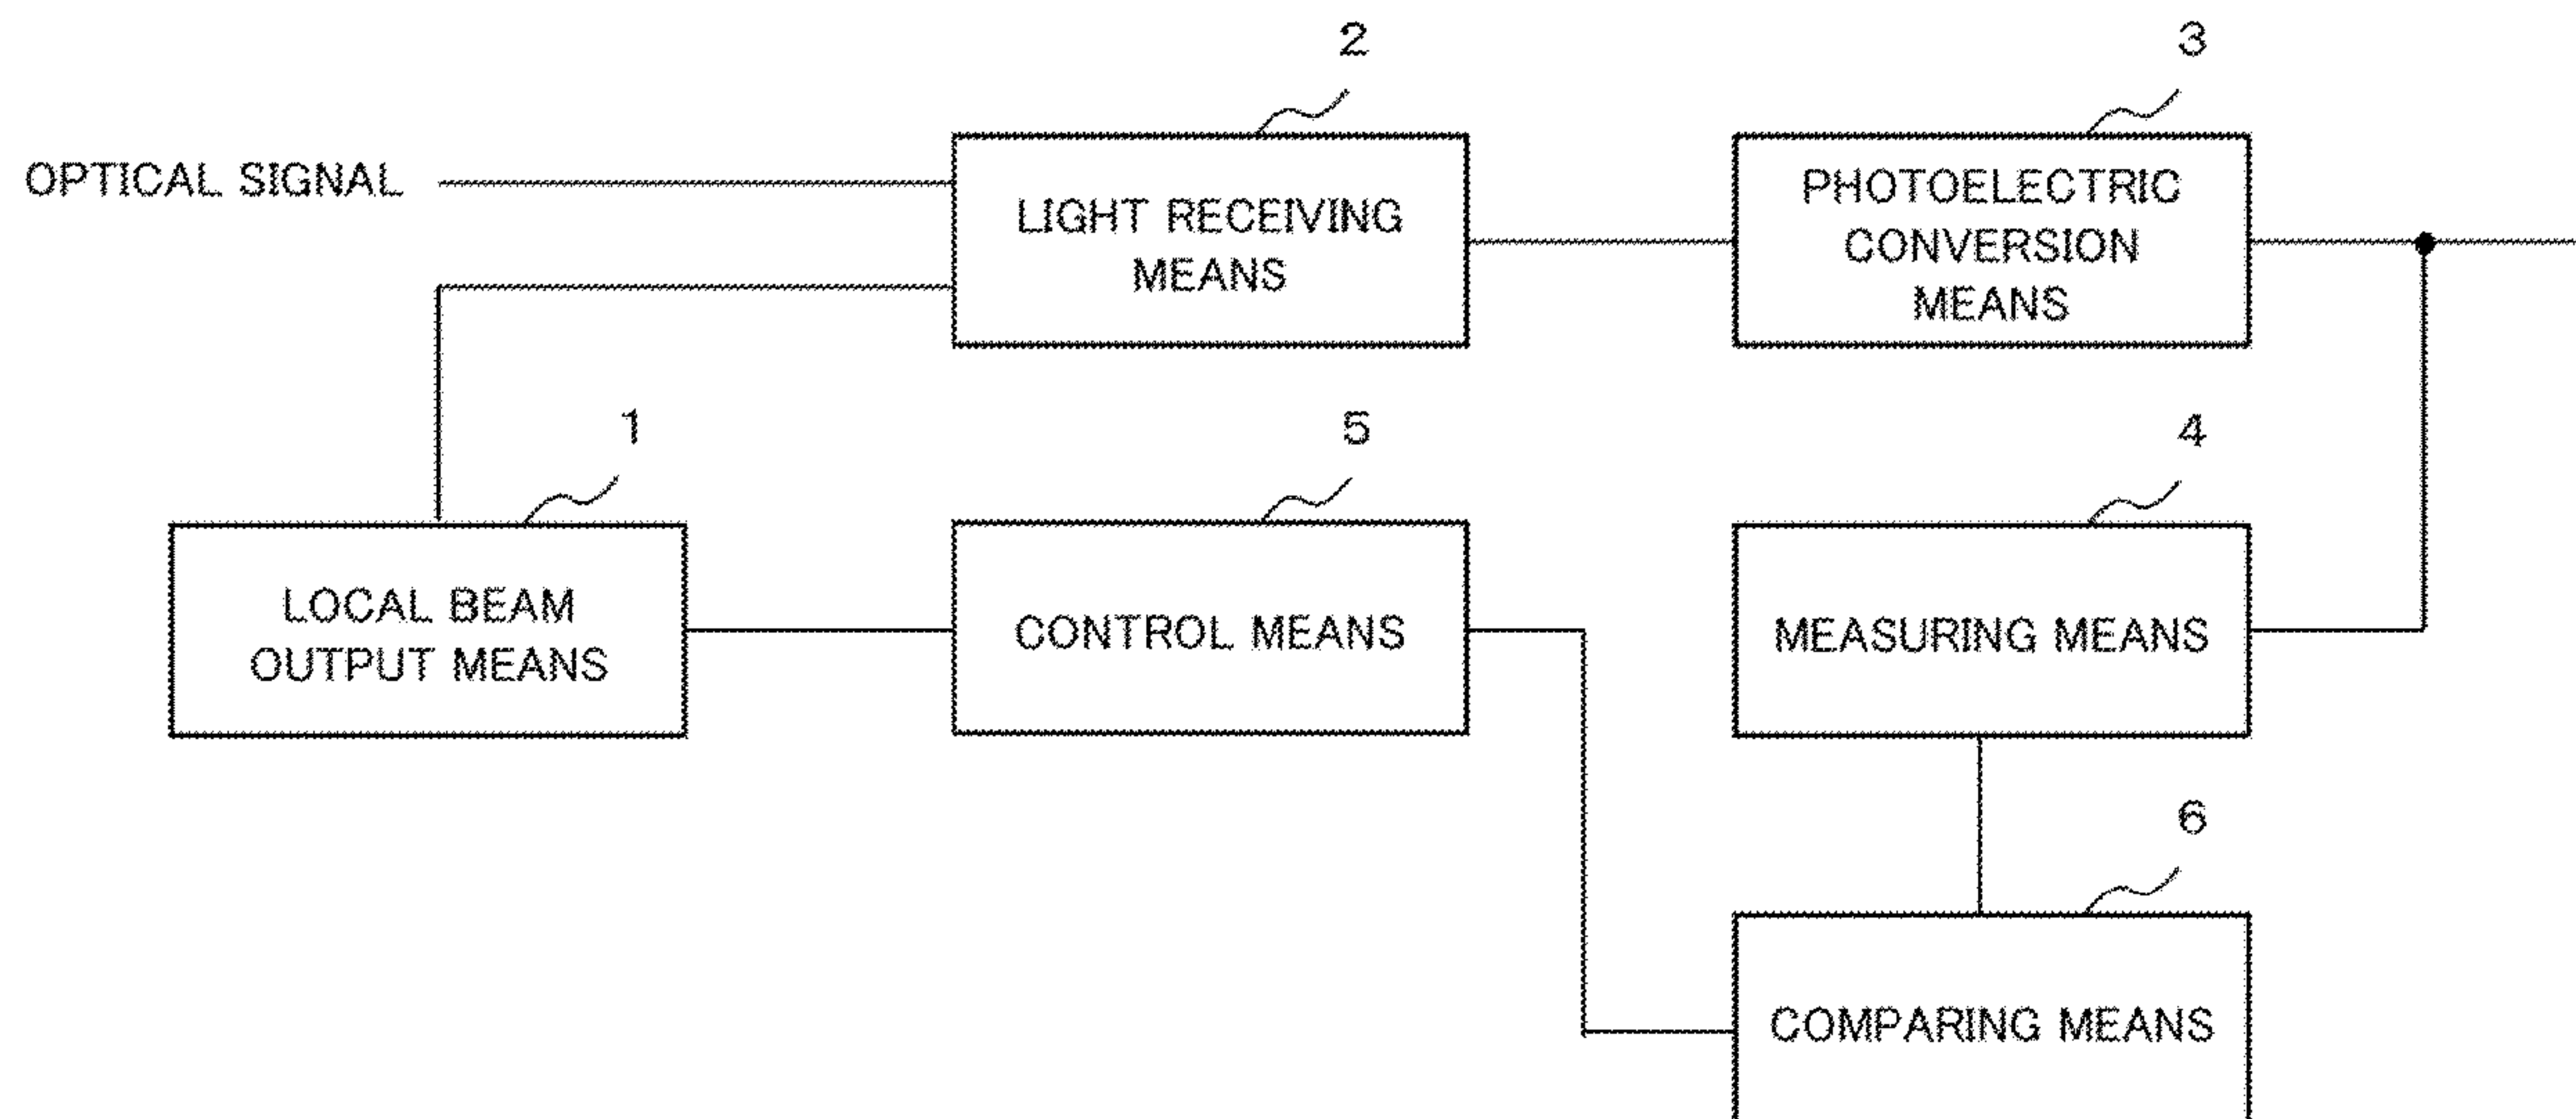 2
3
OPTICAL SIGNAL
LIGHT RECEIVING
MEANS
PHOTOELECTRIC
CONVERSION
MEANS
1
5
4
LOCAL BEAM
OUTPUT MEANS
CONTROL MEANS
MEASURING MEANS
6
COMPARING MEANS